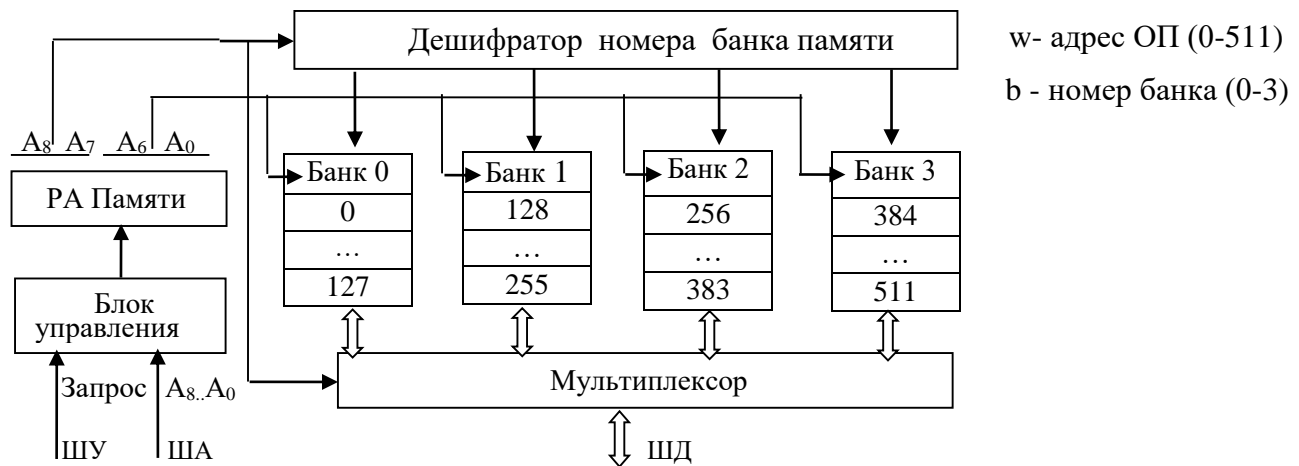 Дешифратор номера банка памяти
w- адрес ОП (0-511)
b - номер банка (0-3)
A₈ A₇ A₆ A₀
РА Памяти
Блок управления
Запрос A₈..A₀
ШУ ША
Банк 0
0
…
127
Банк 1
128
…
255
Банк 2
256
…
383
Банк 3
384
…
511
Мультиплексор
ШД